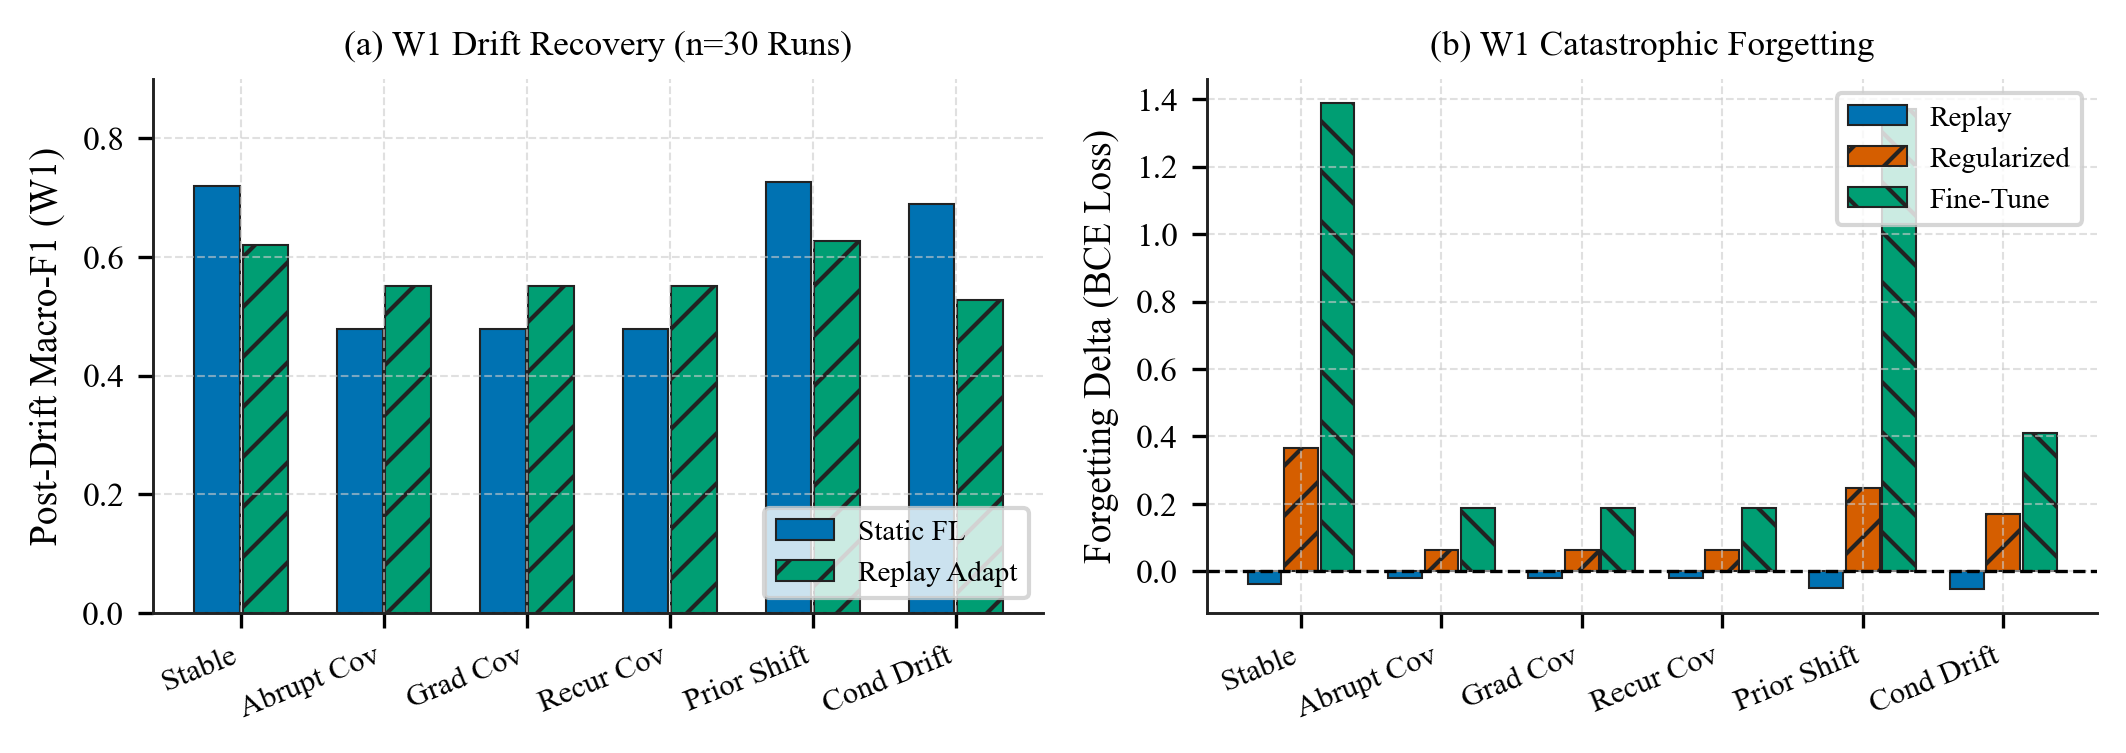 (a) W1 Drift Recovery (n=30 Runs)
Post-Drift Macro-F1 (W1)
0.8
0.6
0.4
0.2
0.0
Static FL
Replay Adapt
Stable
Abrupt Cov
Grad Cov
Recur Cov
Prior Shift
Cond Drift
(b) W1 Catastrophic Forgetting
Forgetting Delta (BCE Loss)
1.4
1.2
1.0
0.8
0.6
0.4
0.2
0.0
Replay
Regularized
Fine-Tune
Stable
Abrupt Cov
Grad Cov
Recur Cov
Prior Shift
Cond Drift